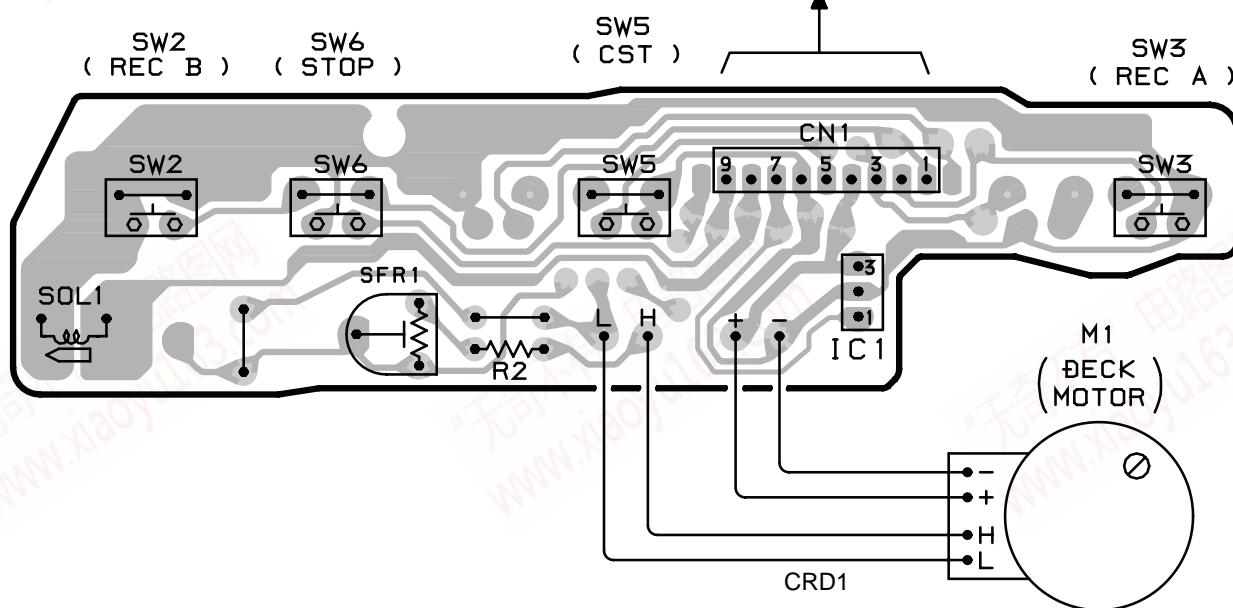 SW2
( REC B )
SW6
( STOP )
SW5
( CST )
SW3
( REC A )
SW2
SW6
SW5
CN1
9 7 5 3 1
SW3
SOL1
SFR1
R2
L
H
+
−
3
1
IC1
M1
( DECK
MOTOR )
−
+
H
L
CRD1